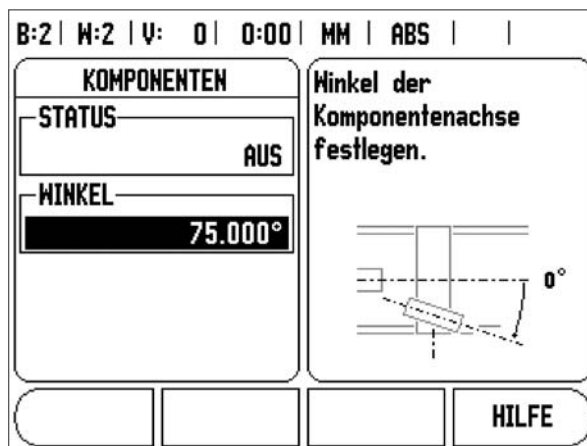 B:2| W:2 | V: 0| 0:00| MM | ABS | |
KOMPONENTEN
STATUS
AUS
WINKEL
75.000°
Winkel der
Komponentenachse
festlegen.
0°
HILFE